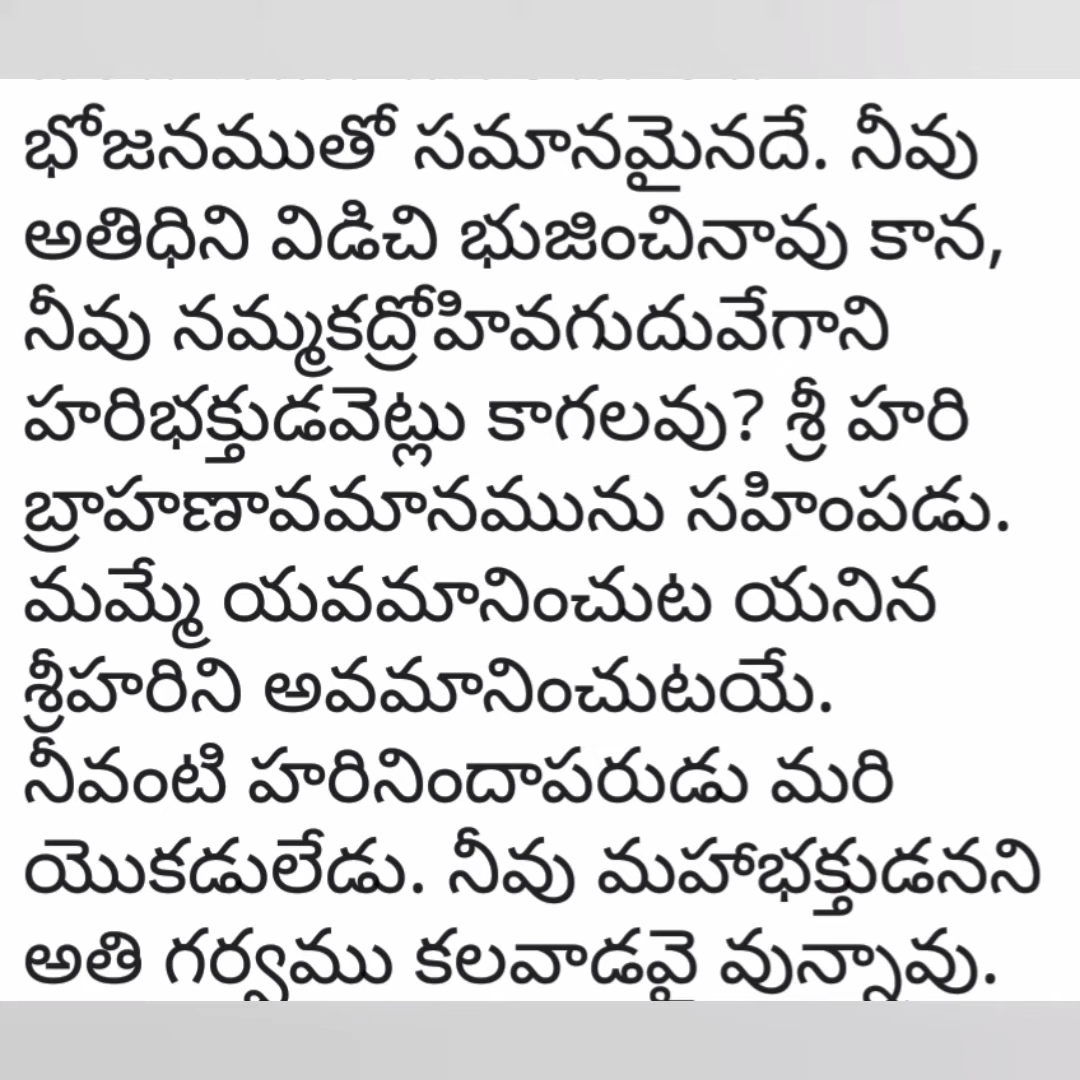 భోజనముతో సమానమైనదే. నీవు
అతిధిని విడిచి భుజించినావు కాన,
నీవు నమ్మకద్రోహివగుదువేగాని
హరిభక్తుడవెట్లు కాగలవు? శ్రీ హరి
బ్రాహణావమానమును సహింపడు.
మమ్మే యవమానించుట యనిన
శ్రీహరిని అవమానించుటయే.
నీవంటి హరినిందాపరుడు మరి
యొకడులేడు. నీవు మహాభక్తుడనని
అతి గర్వము కలవాడవై వున్నావు.